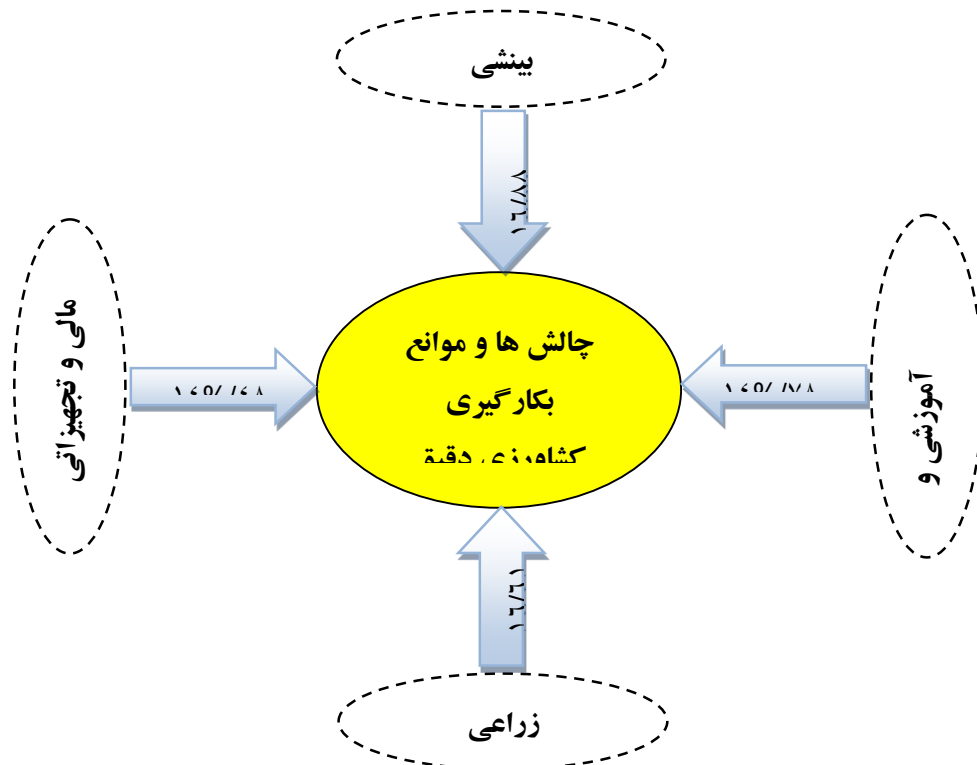 بینشی
مالی و تجهیزاتی
چالش ها و موانع
بکارگیری
کشاورزی دقیق
آموزشی و
زراعی